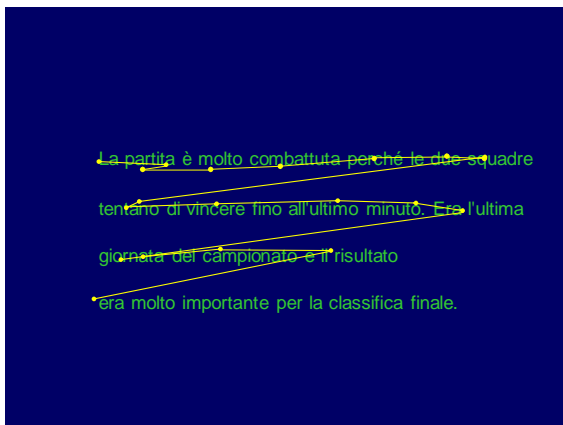 La partita è molto combattuta perché le due squadre
tentano di vincere fino all'ultimo minuto. Era l'ultima
giornata del campionato e il risultato
era molto importante per la classifica finale.